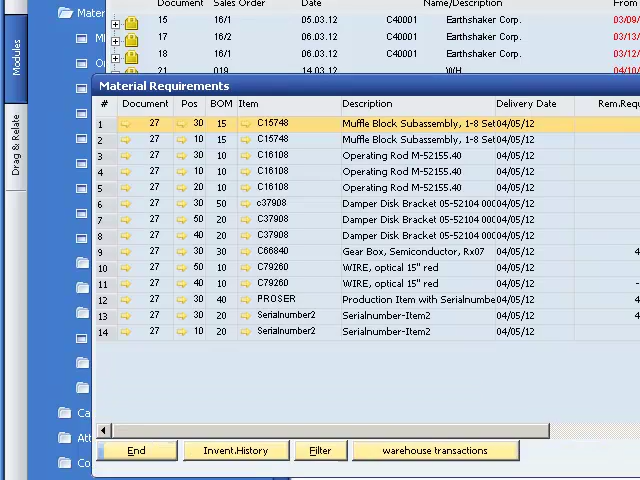 Document Sales Order Date Name/Description From
15 16/1 05.03.12 C40001 Earthshaker Corp. 03/09/
17 16/2 06.03.12 C40001 Earthshaker Corp. 03/13/
18 16/1 06.03.12 C40001 Earthshaker Corp. 03/12/
21 019 14.03.12 WH 04/
Mater
Modules
Drag & Relate
Material Requirements
# Document Pos BOM Item Description Delivery Date Rem.Requ
1 27 30 15 C15748 Muffle Block Subassembly, 1-8 Set 04/05/12
2 27 10 15 C15748 Muffle Block Subassembly, 1-8 Set 04/05/12
3 27 30 10 C16108 Operating Rod M-52155.40 04/05/12
4 27 10 10 C16108 Operating Rod M-52155.40 04/05/12
5 27 20 10 C16108 Operating Rod M-52155.40 04/05/12
6 27 30 50 c37908 Damper Disk Bracket 05-52104 000 04/05/12
7 27 50 20 C37908 Damper Disk Bracket 05-52104 000 04/05/12
8 27 40 20 C37908 Damper Disk Bracket 05-52104 000 04/05/12
9 27 30 30 C66840 Gear Box, Semiconductor, Rx07 04/05/12 4
10 27 50 10 C79260 WIRE, optical 15" red 04/05/12
11 27 40 10 C79260 WIRE, optical 15" red 04/05/12 -
12 27 30 40 PROSER Production Item with Serialnumbe 04/05/12 4
13 27 30 20 Serialnumber2 Serialnumber-Item2 04/05/12 4
14 27 10 20 Serialnumber2 Serialnumber-Item2 04/05/12
End Invent.History Filter warehouse transactions
Ca
Att
Co